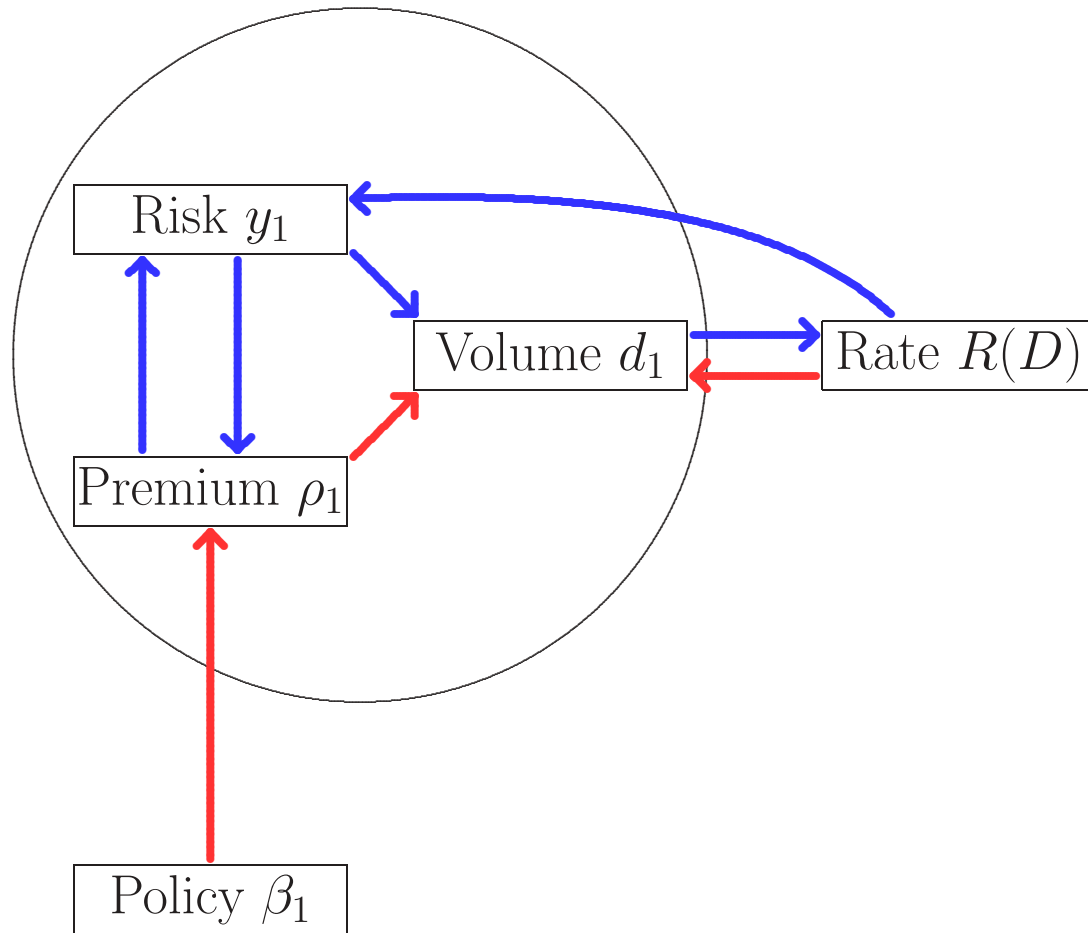 Risk y₁
Volume d₁
Rate R(D)
Premium ρ₁
Policy β₁